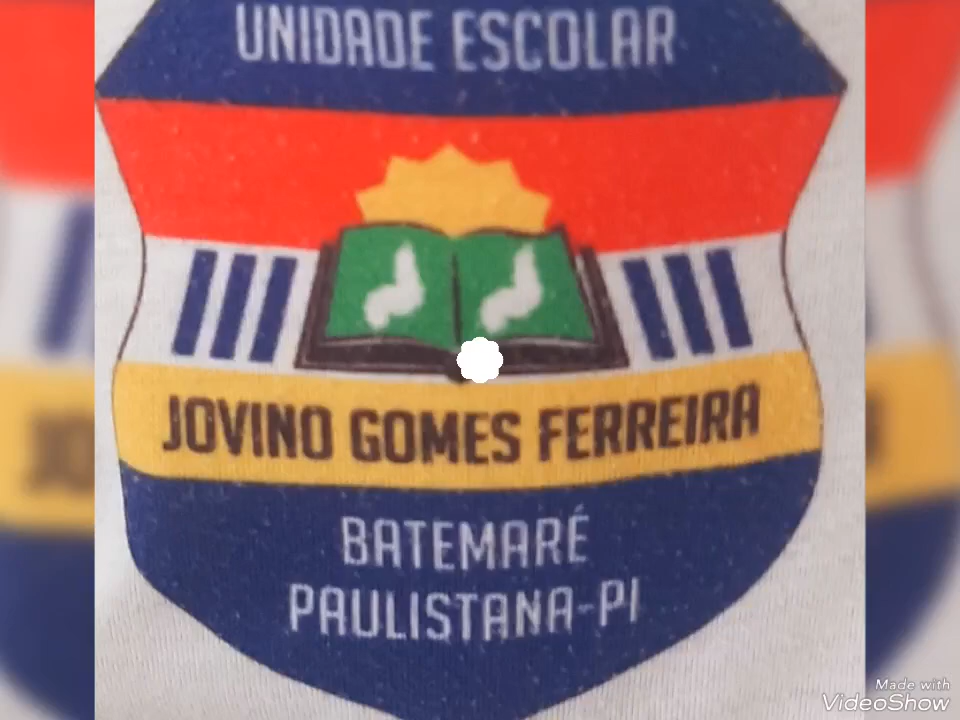 UNIDADE ESCOLAR
JOVINO GOMES FERREIRA
BATEMARÉ
PAULISTANA-PI
Made with
VideoShow